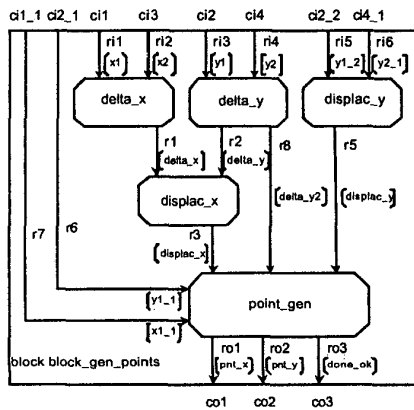 ci1_1 ci2_1 ci1 ci3 ci2 ci4 ci2_2 ci4_1
ri1 ri2 ri3 ri4 ri5 ri6
[x1] [x2] [y1] [y2] [y1_2] [y2_1]
delta_x delta_y displac_y
r1 r2 r8 r5
[delta_x] [delta_y]
displac_x
r7 r6 r3 [delta_y2] [displac_y]
[displac_x]
[y1_1] point_gen
[x1_1]
ro1 ro2 ro3
block block_gen_points [pnt_x] [pnt_y] [done_ok]
co1 co2 co3